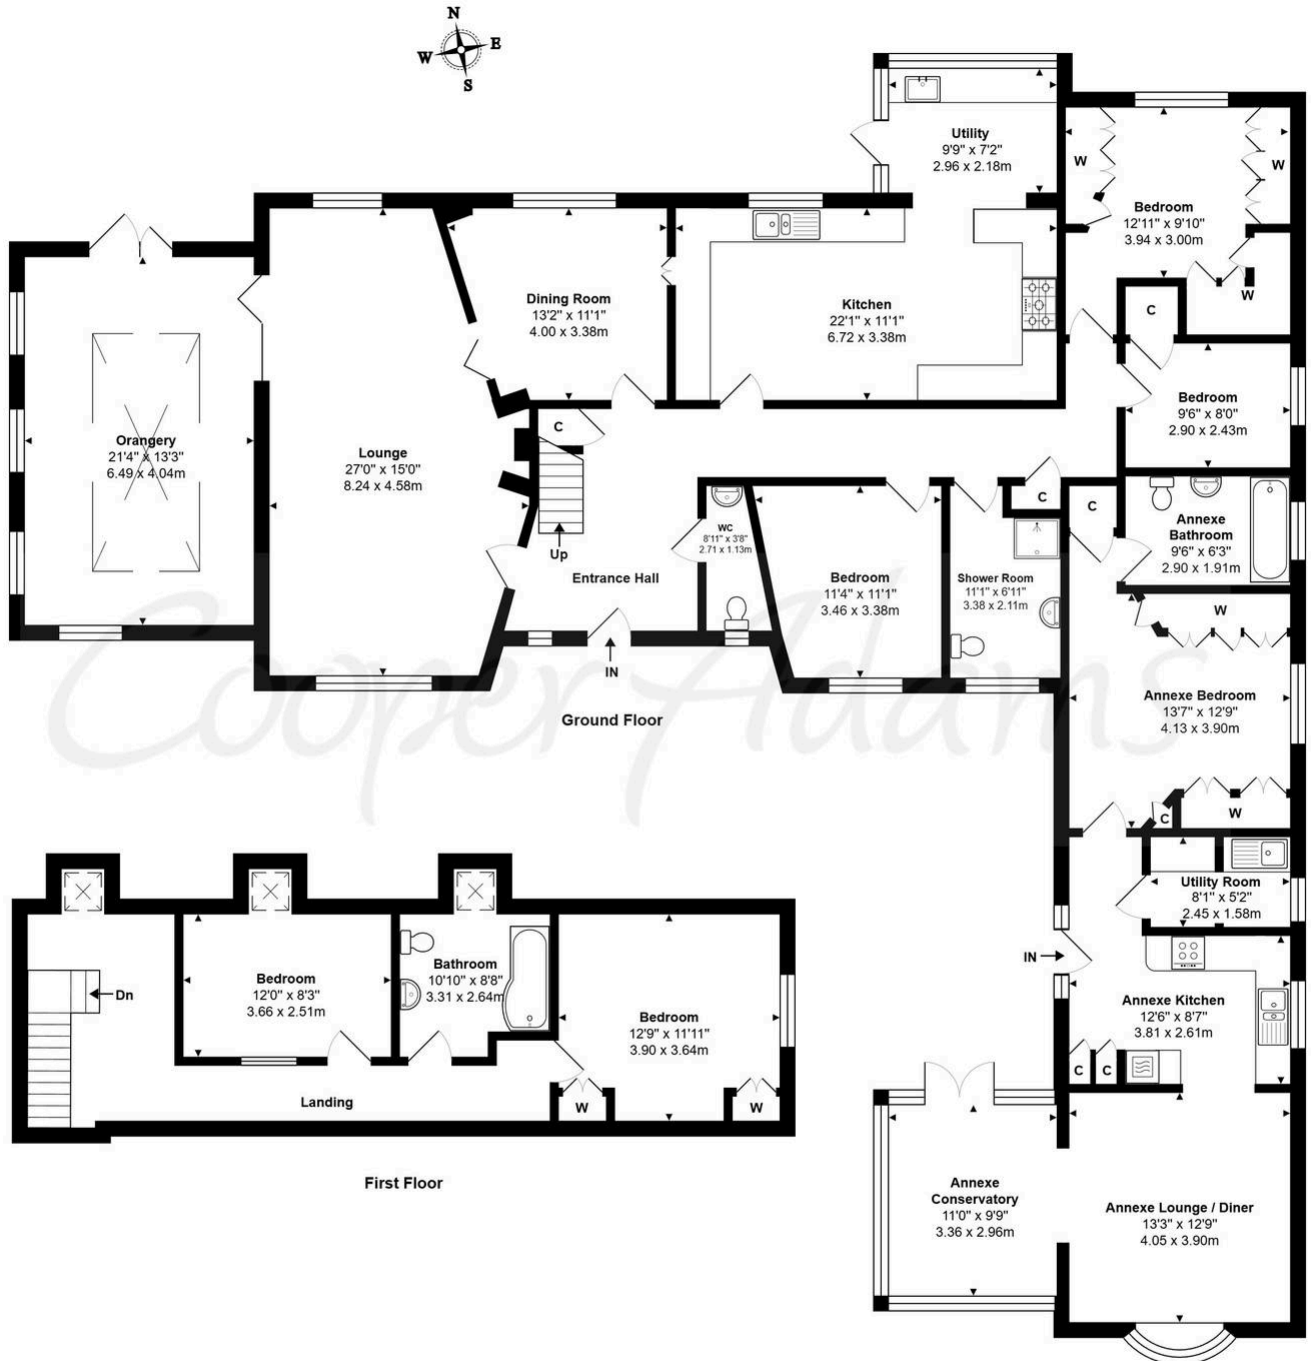 N
W E
S
Utility
9'9" x 7'2"
2.96 x 2.18m
W
W
Bedroom
12'11" x 9'10"
3.94 x 3.00m
W
C
Dining Room
13'2" x 11'1"
4.00 x 3.38m
Kitchen
22'1" x 11'1"
6.72 x 3.38m
Bedroom
9'6" x 8'0"
2.90 x 2.43m
Orangery
21'4" x 13'3"
6.49 x 4.04m
Lounge
27'0" x 15'0"
8.24 x 4.58m
C
Up
Entrance Hall
WC
8'11" x 3'8"
2.71 x 1.13m
Bedroom
11'4" x 11'1"
3.46 x 3.38m
C
Shower Room
11'1" x 6'11"
3.38 x 2.11m
C
Annexe
Bathroom
9'6" x 6'3"
2.90 x 1.91m
IN
W
Annexe Bedroom
13'7" x 12'9"
4.13 x 3.90m
W
C
Ground Floor
Cooper Adams
Utility Room
8'1" x 5'2"
2.45 x 1.58m
IN
Annexe Kitchen
12'6" x 8'7"
3.81 x 2.61m
C C
Annexe
Conservatory
11'0" x 9'9"
3.36 x 2.96m
Annexe Lounge / Diner
13'3" x 12'9"
4.05 x 3.90m
Dn
Bedroom
12'0" x 8'3"
3.66 x 2.51m
Bathroom
10'10" x 8'8"
3.31 x 2.64m
Bedroom
12'9" x 11'11"
3.90 x 3.64m
Landing
W
W
First Floor